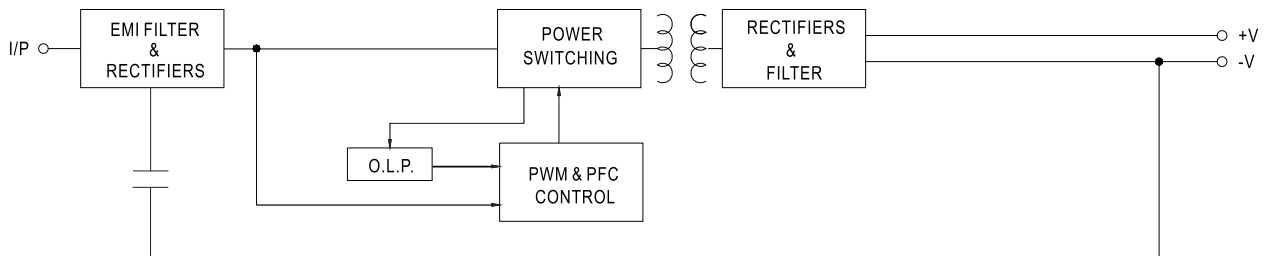 I/P
EMI FILTER
&
RECTIFIERS
POWER
SWITCHING
RECTIFIERS
&
FILTER
+V
-V
O.L.P.
PWM & PFC
CONTROL